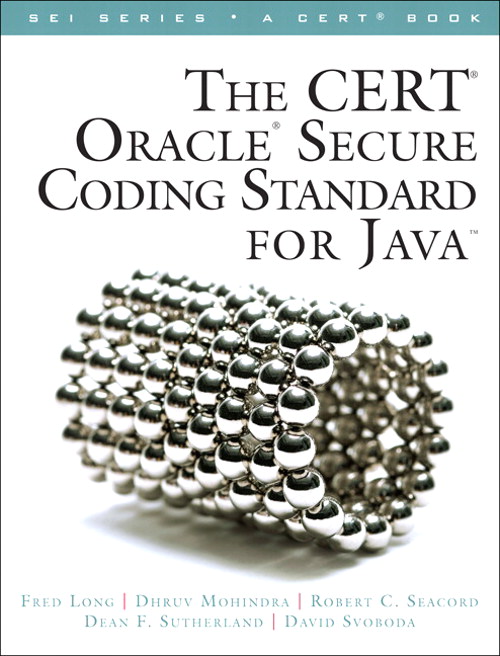 SEI SERIES • A CERT® BOOK
THE CERT®
ORACLE® SECURE
CODING STANDARD
FOR JAVA™
FRED LONG | DHRUV MOHINDRA | ROBERT C. SEACORD
DEAN F. SUTHERLAND | DAVID SVOBODA